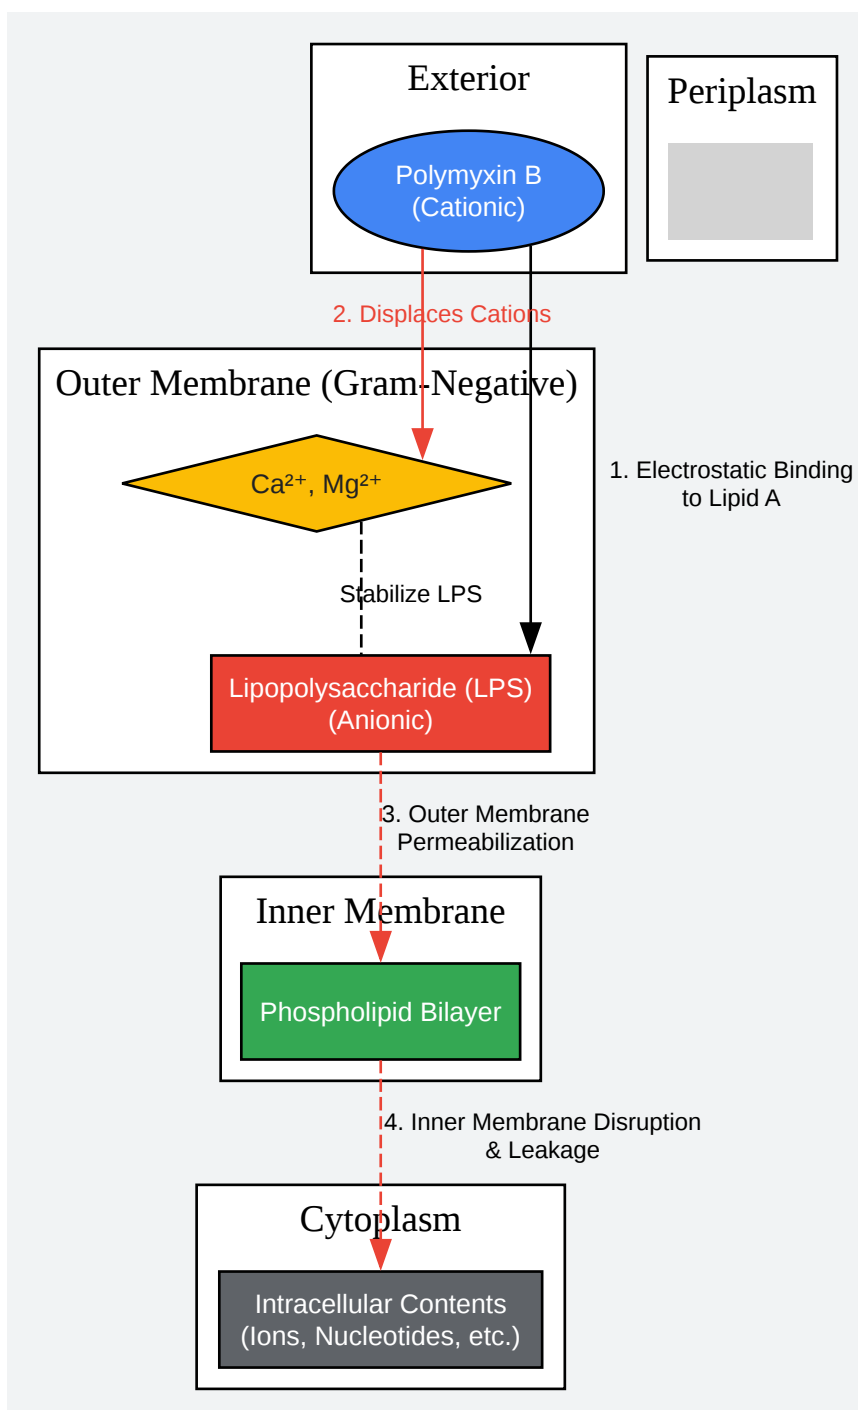 Exterior
Periplasm
Polymyxin B
(Cationic)
2. Displaces Cations
Outer Membrane (Gram-Negative)
Ca²⁺, Mg²⁺
1. Electrostatic Binding
to Lipid A
Stabilize LPS
Lipopolysaccharide (LPS)
(Anionic)
3. Outer Membrane
Permeabilization
Inner Membrane
Phospholipid Bilayer
4. Inner Membrane Disruption
& Leakage
Cytoplasm
Intracellular Contents
(Ions, Nucleotides, etc.)